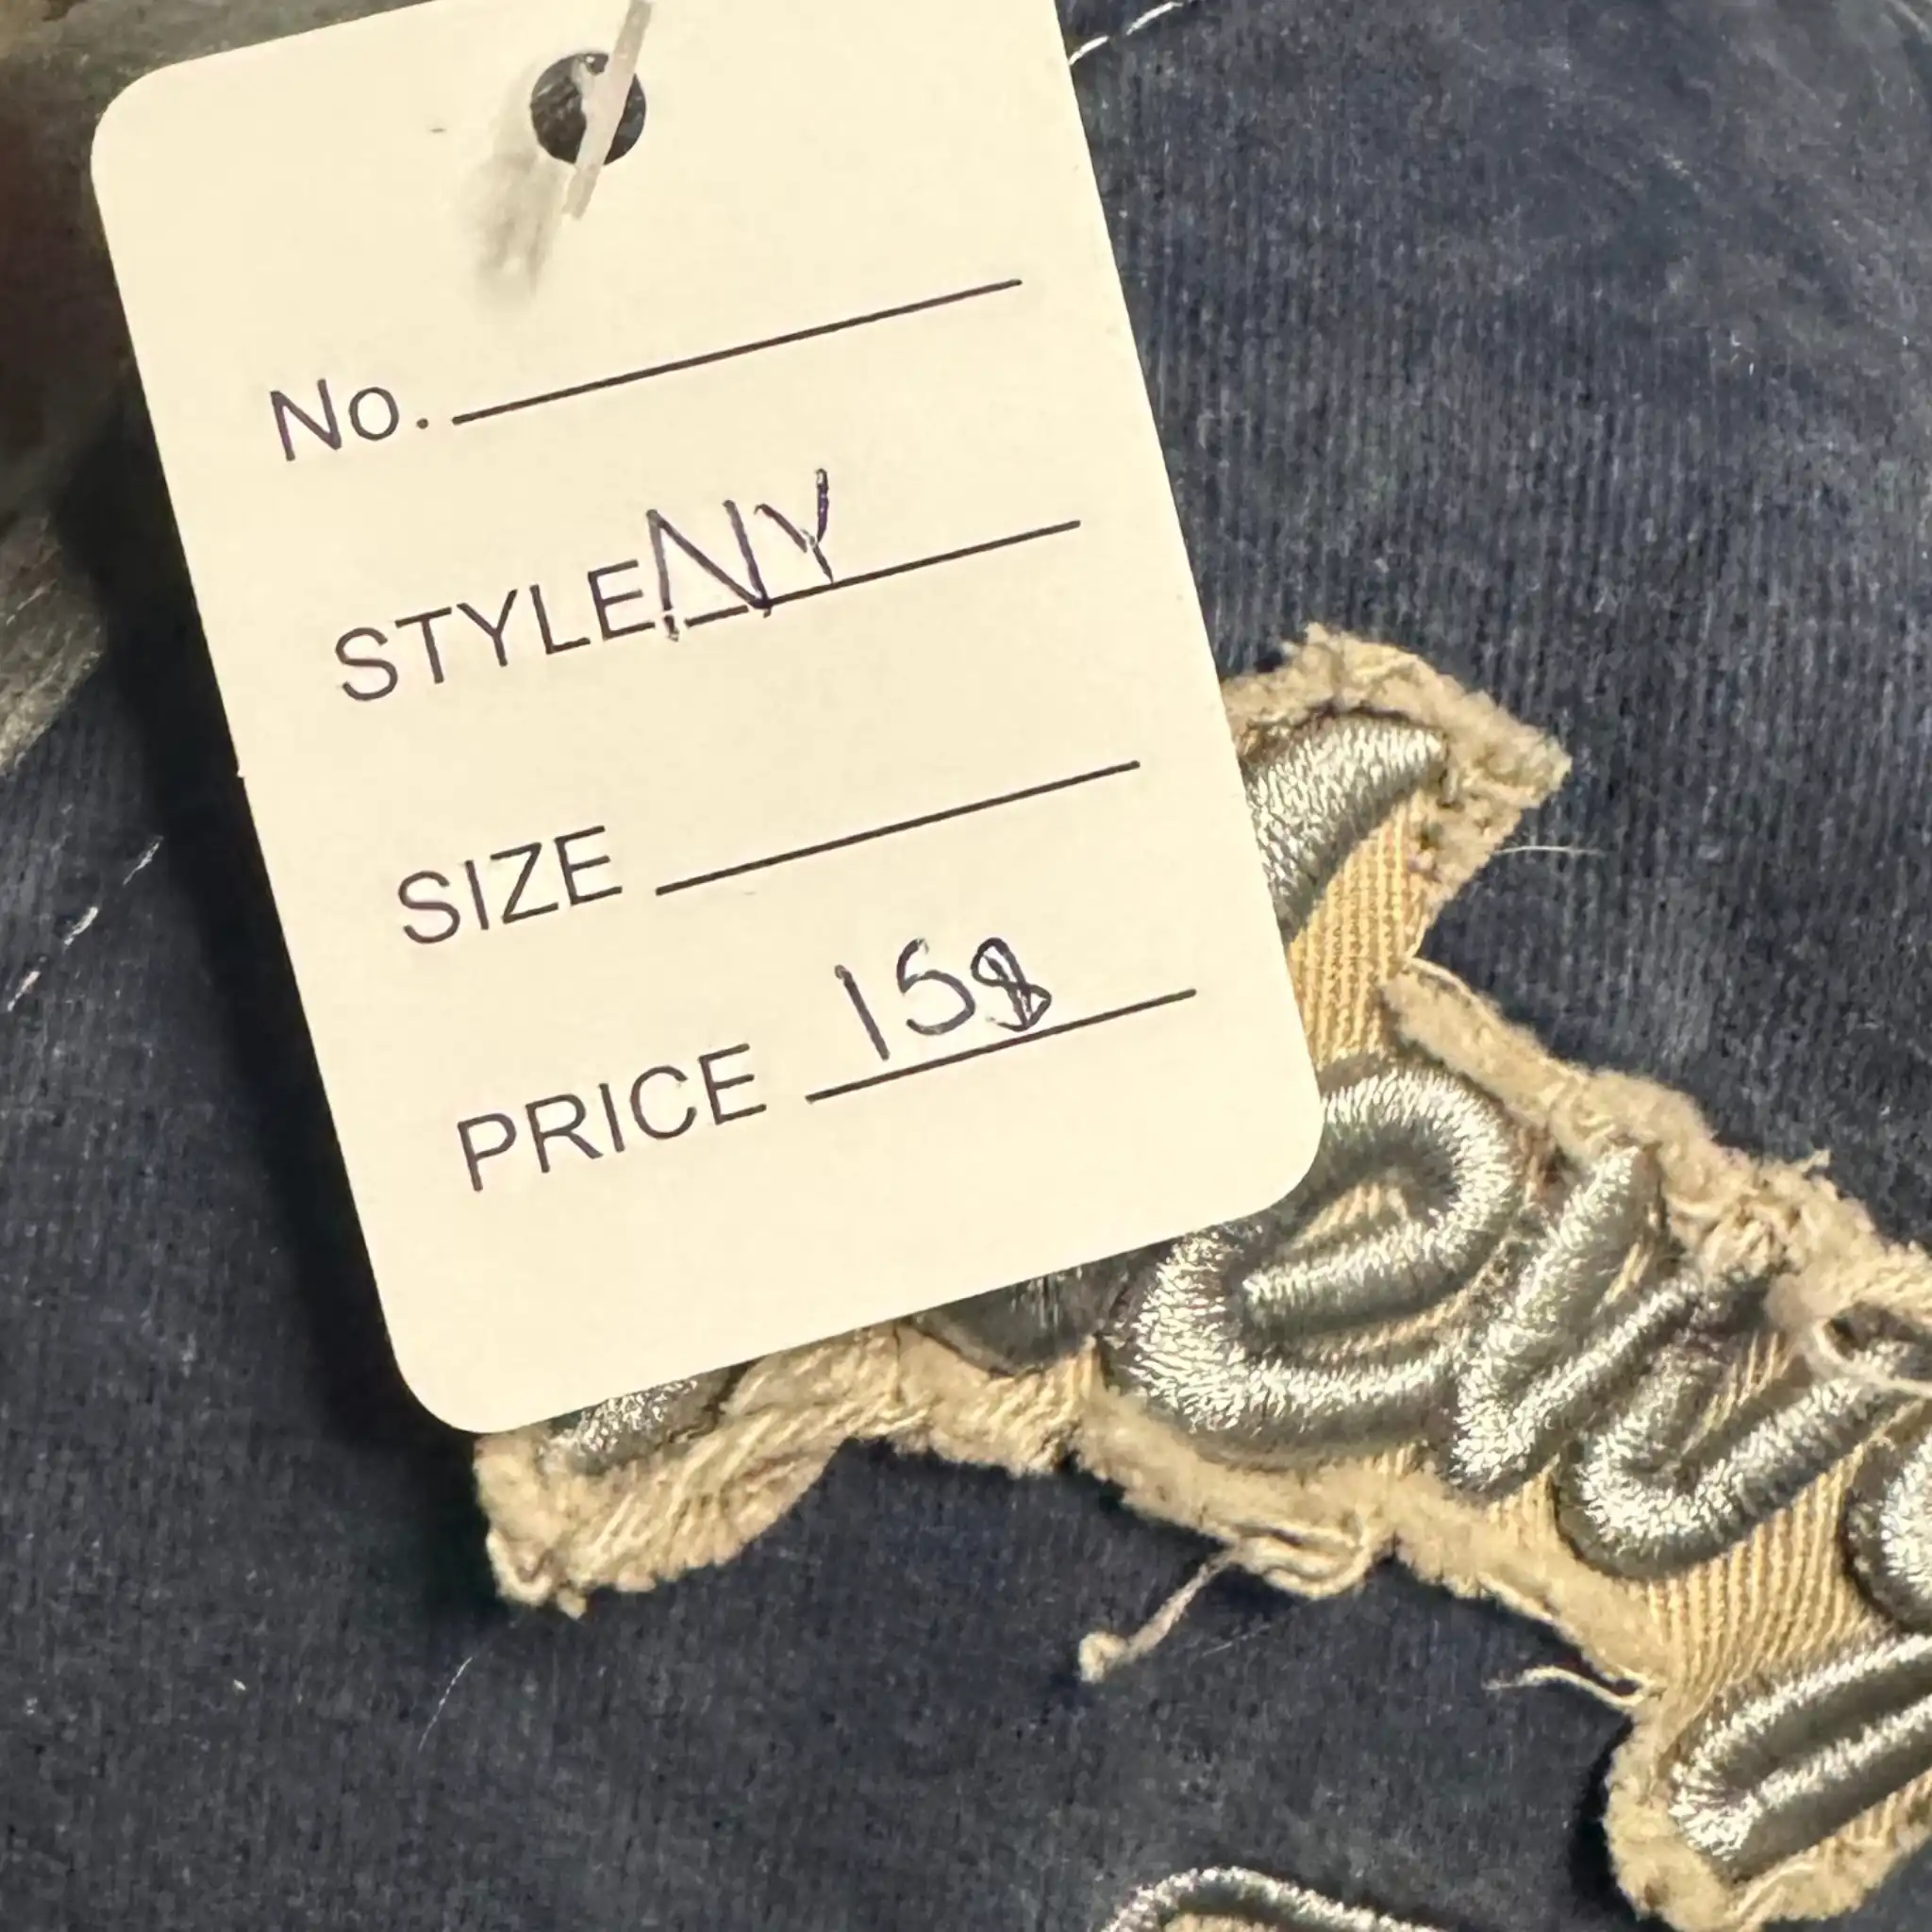 No.
STYLE NY
SIZE
PRICE 158